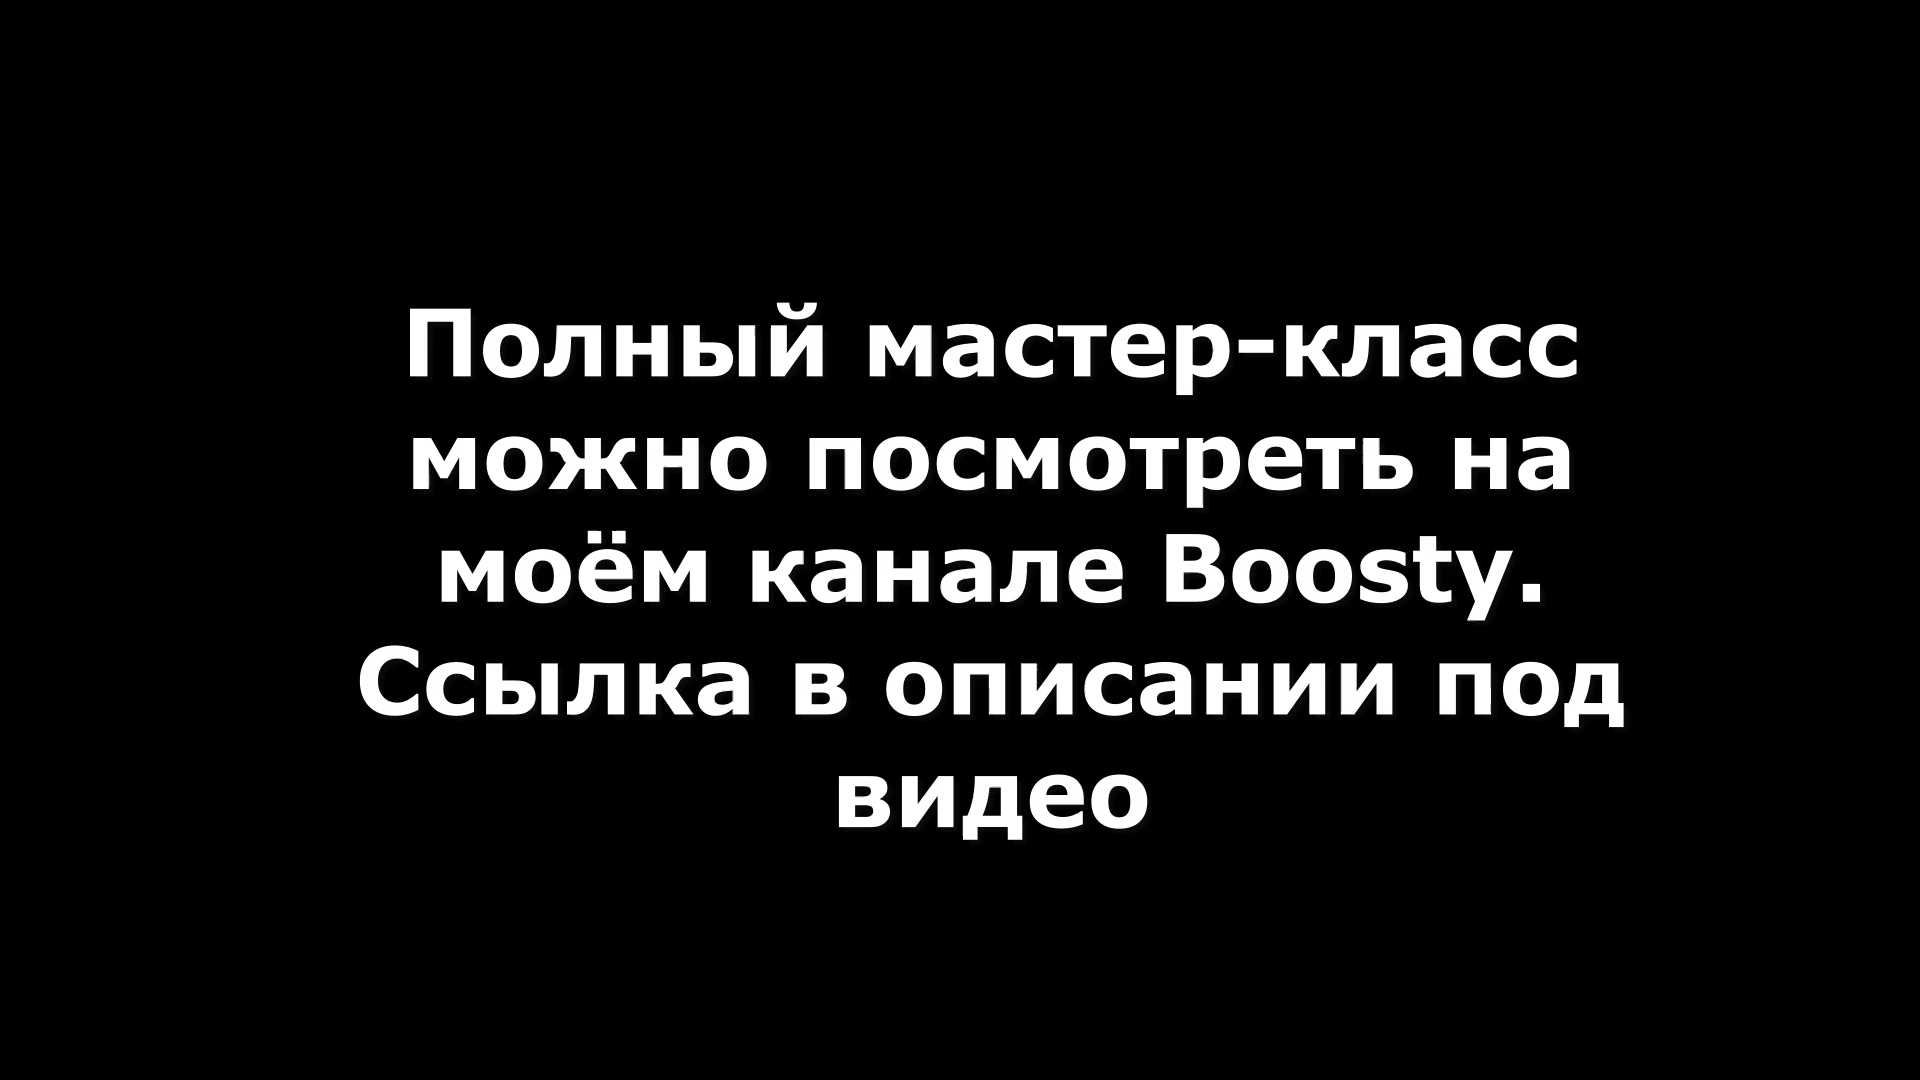 Полный мастер-класс
можно посмотреть на
моём канале Boosty.
Ссылка в описании под
видео